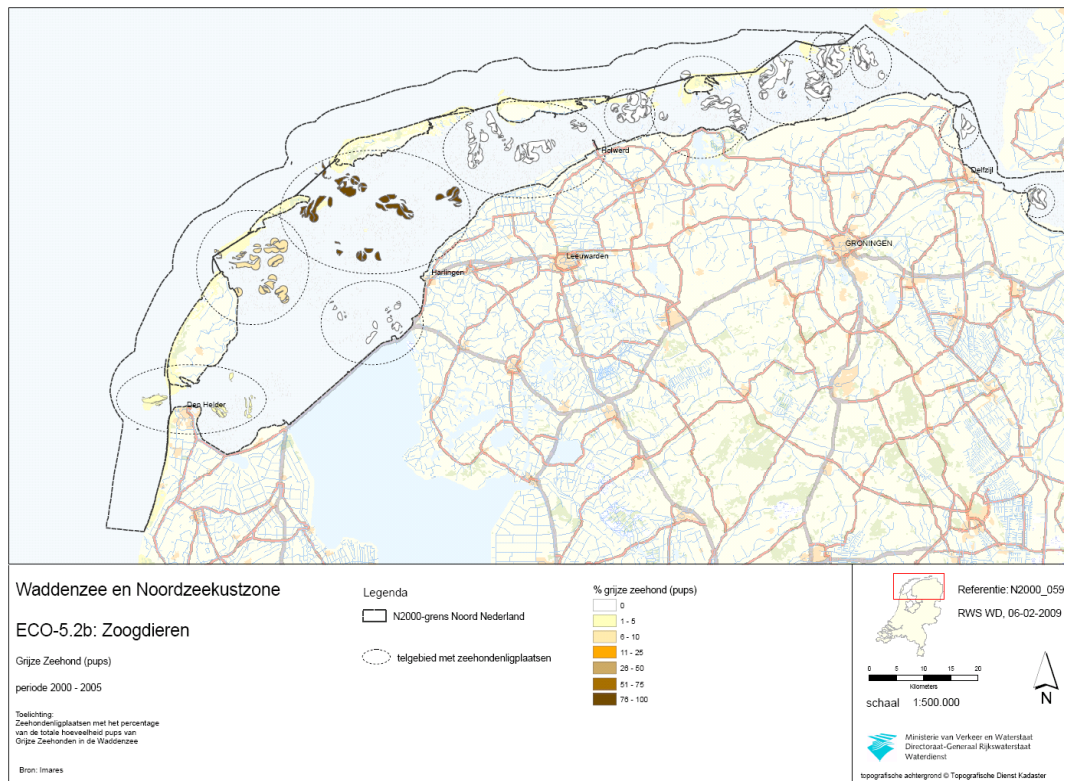 Holwerd
Delfzijl
GRONINGEN
Leeuwarden
Harlingen
Den Helder
Waddenzee en Noordzeekustzone
ECO-5.2b: Zoogdieren
Grijze Zeehond (pups)
periode 2000 - 2005
Toelichting:
Zeehondenligplaatsen met het percentage
van de totale hoeveelheid pups van
Grijze Zeehonden in de Waddenzee
Bron: Imares
Legenda
N2000-grens Noord Nederland
telgebied met zeehondenligplaatsen
% grijze zeehond (pups)
0
1 - 5
6 - 10
11 - 25
26 - 50
51 - 75
76 - 100
Referentie: N2000_059
RWS WD, 06-02-2009
0 5 10 15 20
Kilometers
schaal 1:500.000
N
Ministerie van Verkeer en Waterstaat
Directoraat-Generaal Rijkswaterstaat
Waterdienst
topografische achtergrond © Topografische Dienst Kadaster